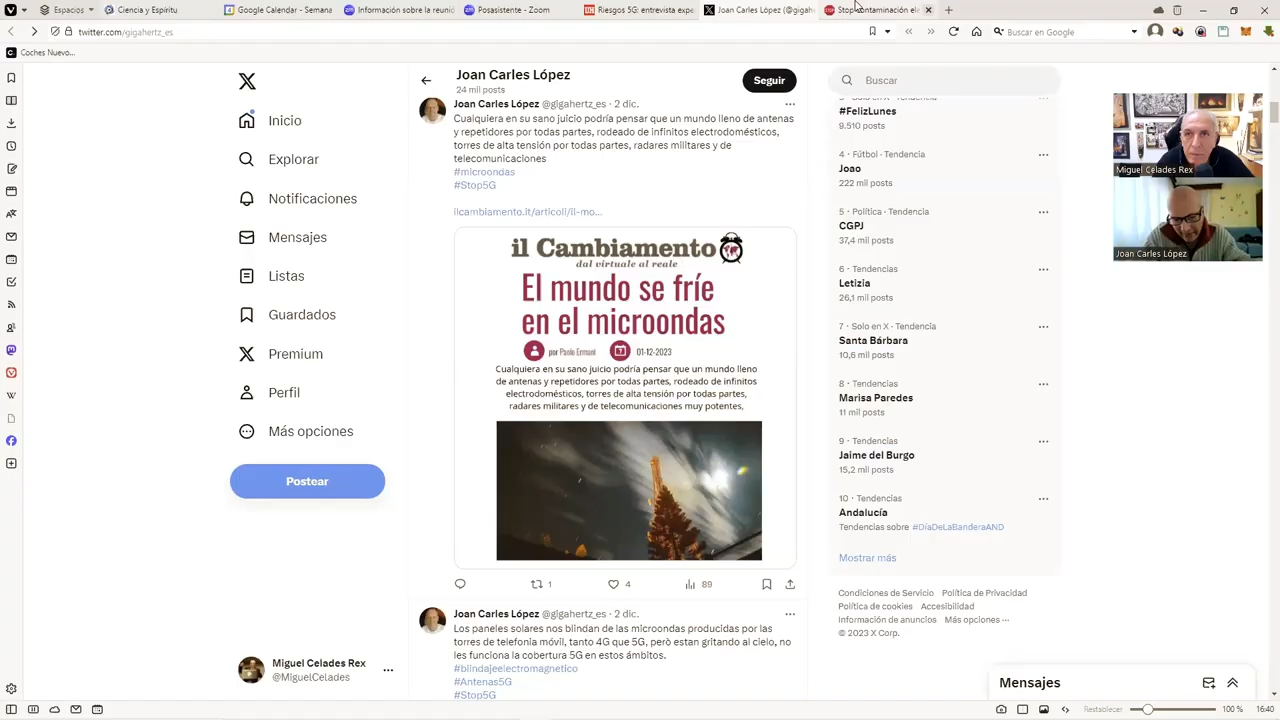 Espacios
Ciencia y Espíritu
Google Calendar - Semana
Información sobre la reunió
Posasistente - Zoom
Riesgos 5G: entrevista expe
Joan Carles López (@gigah
Stop contaminación ele
twitter.com/gigahertz_es
Buscar en Google
Coches Nuevo...
Inicio
Explorar
Notificaciones
Mensajes
Listas
Guardados
Premium
Perfil
Más opciones
Postear
Miguel Celades Rex
@MiguelCelades
Joan Carles López
24 mil posts
Seguir
Joan Carles López @gigahertz_es · 2 dic.
Cualquiera en su sano juicio podría pensar que un mundo lleno de antenas
y repetidores por todas partes, rodeado de infinitos electrodomésticos,
torres de alta tensión por todas partes, radares militares y de
telecomunicaciones
#microondas
#Stop5G
ilcambiamento.it/articoli/il-mo...
il Cambiamento
dal virtuale al reale
El mundo se fríe
en el microondas
por Paolo Ermani
01-12-2023
Cualquiera en su sano juicio podría pensar que un mundo lleno
de antenas y repetidores por todas partes, rodeado de infinitos
electrodomésticos, torres de alta tensión por todas partes,
radares militares y de telecomunicaciones muy potentes,
1
4
89
Joan Carles López @gigahertz_es · 2 dic.
Los paneles solares nos blindan de las microondas producidas por las
torres de telefonía móvil, tanto 4G que 5G, però estan gritando al cielo, no
les funciona la cobertura 5G en estos ámbitos.
#blindajeelectromagnetico
#Antenas5G
#Stop5G
Buscar
#FelizLunes
9.510 posts
4 · Fútbol · Tendencia
Joao
222 mil posts
5 · Política · Tendencia
CGPJ
37,4 mil posts
6 · Tendencias
Letizia
26,1 mil posts
7 · Solo en X · Tendencia
Santa Bárbara
10,6 mil posts
8 · Tendencias
Marisa Paredes
11 mil posts
9 · Tendencias
Jaime del Burgo
15,2 mil posts
10 · Tendencias
Andalucía
Tendencias sobre #DíaDeLaBanderaAND
Mostrar más
Condiciones de Servicio Política de Privacidad
Política de cookies Accesibilidad
Información de anuncios Más opciones ···
© 2023 X Corp.
Mensajes
Miguel Celades Rex
Joan Carles López
Restablecer
100 %
16:40